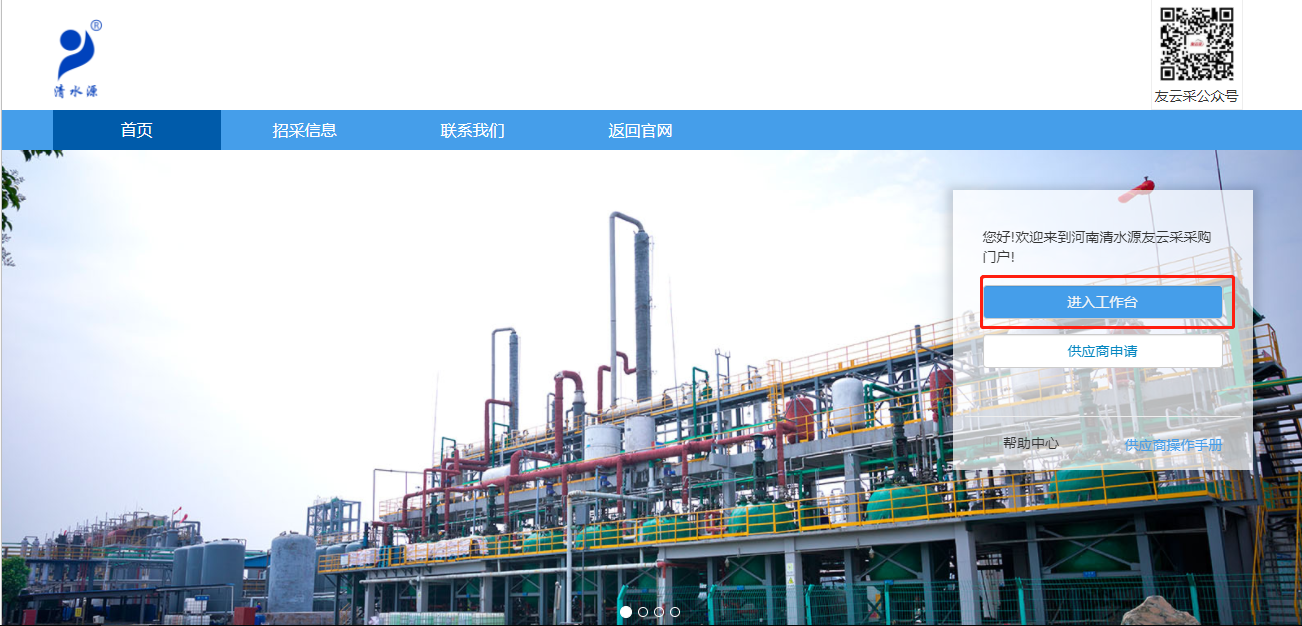 ®
清水源
友云采公众号
首页
招采信息
联系我们
返回官网
您好!欢迎来到河南清水源友云采采购
门户!
进入工作台
供应商申请
帮助中心
供应商操作手册